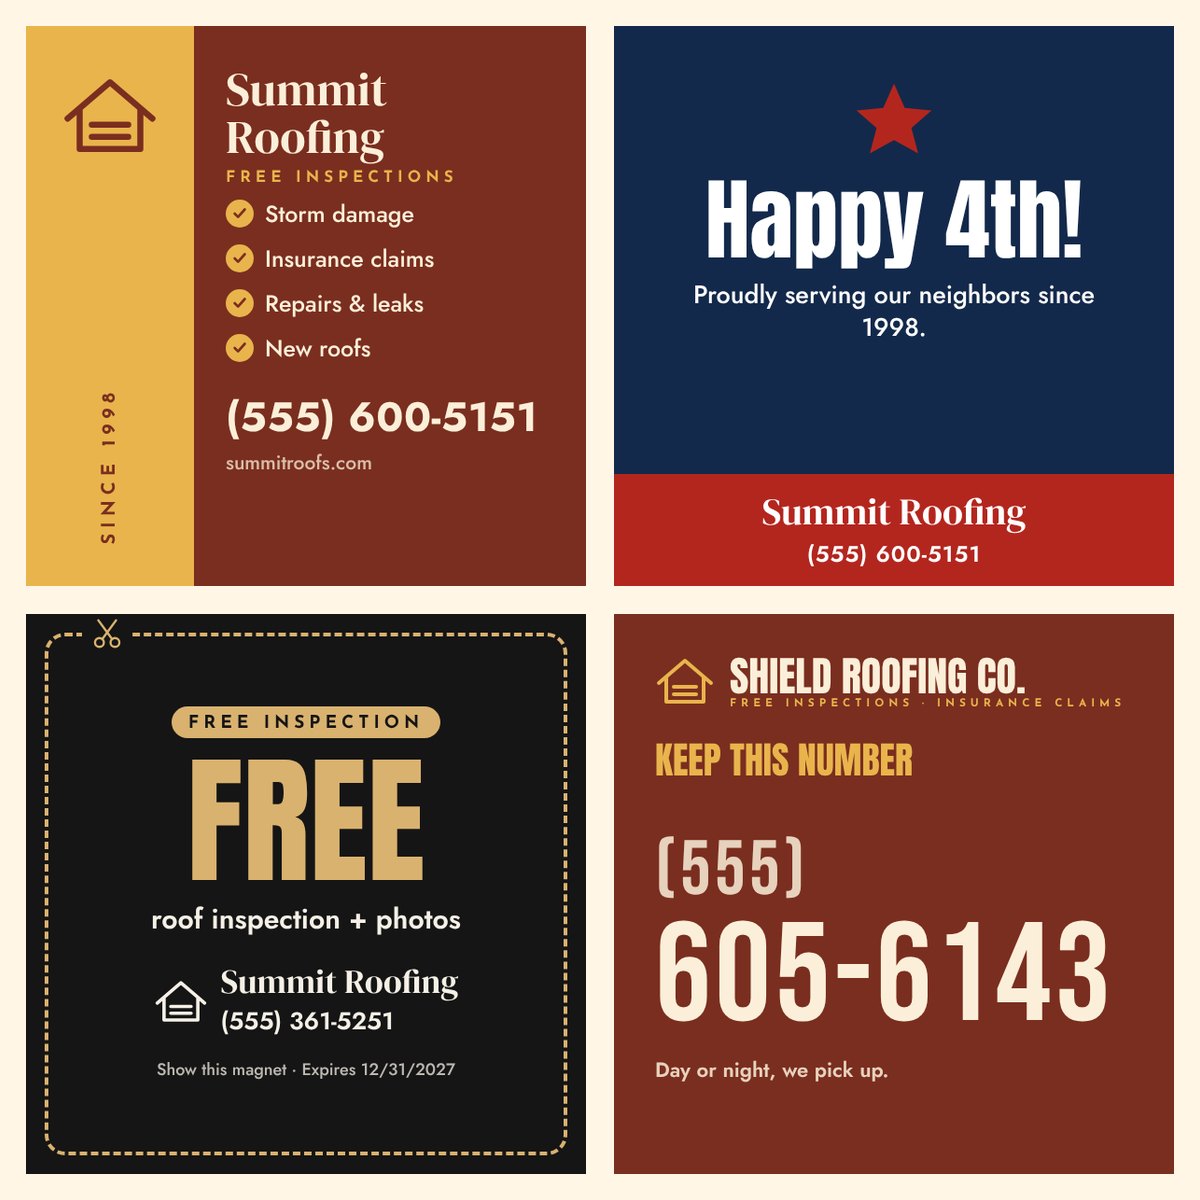 Summit
Roofing
FREE INSPECTIONS
Storm damage
Insurance claims
Repairs & leaks
New roofs
(555) 600-5151
summitroofs.com
SINCE 1998
Happy 4th!
Proudly serving our neighbors since
1998.
Summit Roofing
(555) 600-5151
FREE INSPECTION
FREE
roof inspection + photos
Summit Roofing
(555) 361-5251
Show this magnet · Expires 12/31/2027
SHIELD ROOFING CO.
FREE INSPECTIONS · INSURANCE CLAIMS
KEEP THIS NUMBER
(555)
605-6143
Day or night, we pick up.